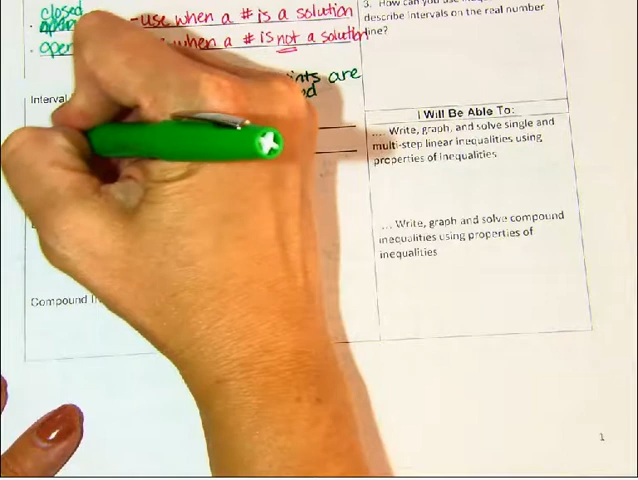 closed
- use when a # is a solution
. open
when a # is not a solution
are
Interval
Compound
3. How can you use
describe intervals on the real number
line?
I Will Be Able To:
.... Write, graph, and solve single and
multi-step linear inequalities using
properties of inequalities
... Write, graph and solve compound
inequalities using properties of
inequalities
1